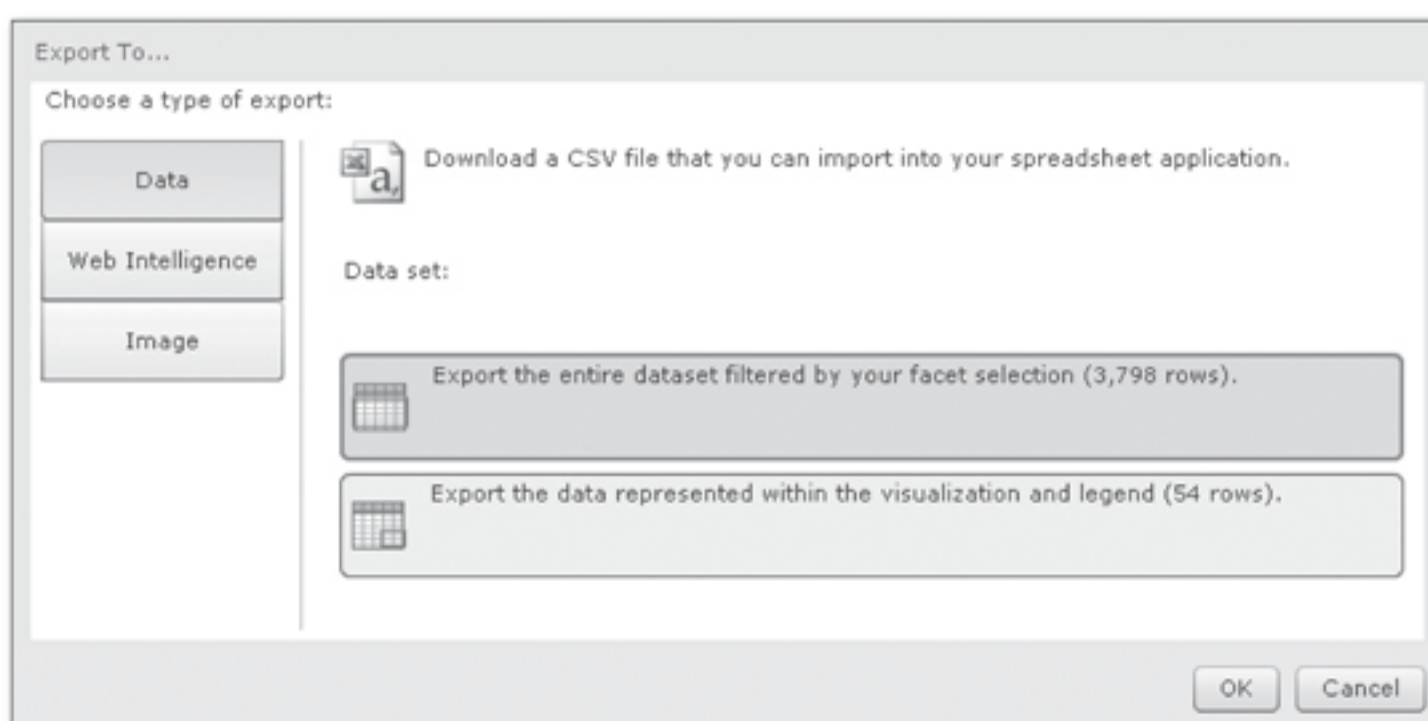 Export To...
Choose a type of export:
Data
Web Intelligence
Image
a,
Download a CSV file that you can import into your spreadsheet application.
Data set:
Export the entire dataset filtered by your facet selection (3,798 rows).
Export the data represented within the visualization and legend (54 rows).
OK
Cancel